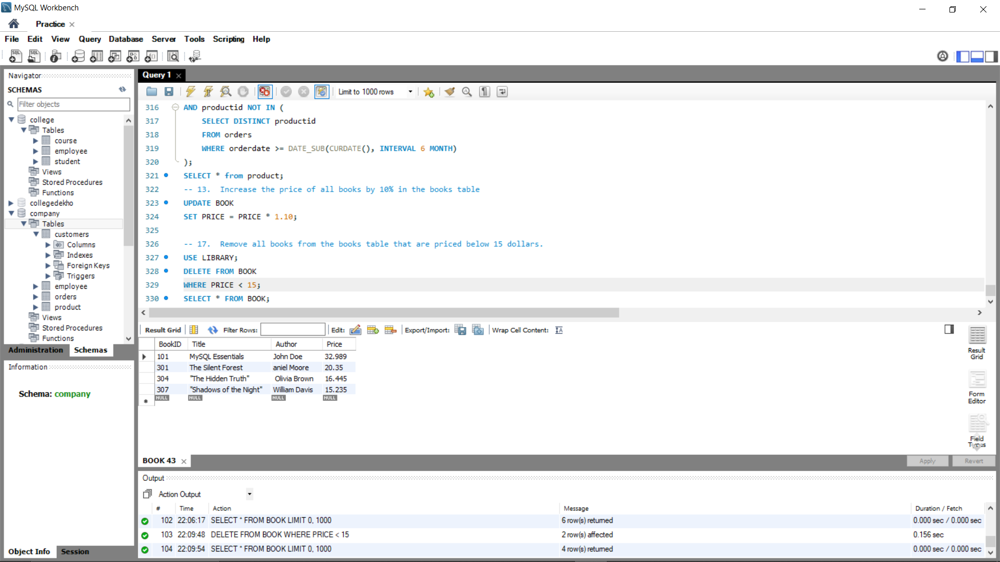 MySQL Workbench
Practice
File Edit View Query Database Server Tools Scripting Help
Navigator
SCHEMAS
Filter objects
college
Tables
course
employee
student
Views
Stored Procedures
Functions
collegedekho
company
Tables
customers
Columns
Indexes
Foreign Keys
Triggers
employee
orders
product
Views
Stored Procedures
Functions
Administration Schemas
Information
Schema: company
Object Info Session
Query 1
Limit to 1000 rows
316 AND productid NOT IN (
317 SELECT DISTINCT productid
318 FROM orders
319 WHERE orderdate >= DATE_SUB(CURDATE(), INTERVAL 6 MONTH)
320 );
321 SELECT * from product;
322 -- 13. Increase the price of all books by 10% in the books table
323 UPDATE BOOK
324 SET PRICE = PRICE * 1.10;
325
326 -- 17. Remove all books from the books table that are priced below 15 dollars.
327 USE LIBRARY;
328 DELETE FROM BOOK
329 WHERE PRICE < 15;
330 SELECT * FROM BOOK;
Result Grid Filter Rows: Edit: Export/Import: Wrap Cell Content:
BookID Title Author Price
101 MySQL Essentials John Doe 32.989
301 The Silent Forest aniel Moore 20.35
304 "The Hidden Truth" Olivia Brown 16.445
307 "Shadows of the Night" William Davis 15.235
NULL NULL NULL NULL
Result
Grid
Form
Editor
Field
Types
BOOK 43
Apply Revert
Output
Action Output
# Time Action Message Duration / Fetch
102 22:06:17 SELECT * FROM BOOK LIMIT 0, 1000 6 row(s) returned 0.000 sec / 0.000 sec
103 22:09:48 DELETE FROM BOOK WHERE PRICE < 15 2 row(s) affected 0.156 sec
104 22:09:54 SELECT * FROM BOOK LIMIT 0, 1000 4 row(s) returned 0.000 sec / 0.000 sec